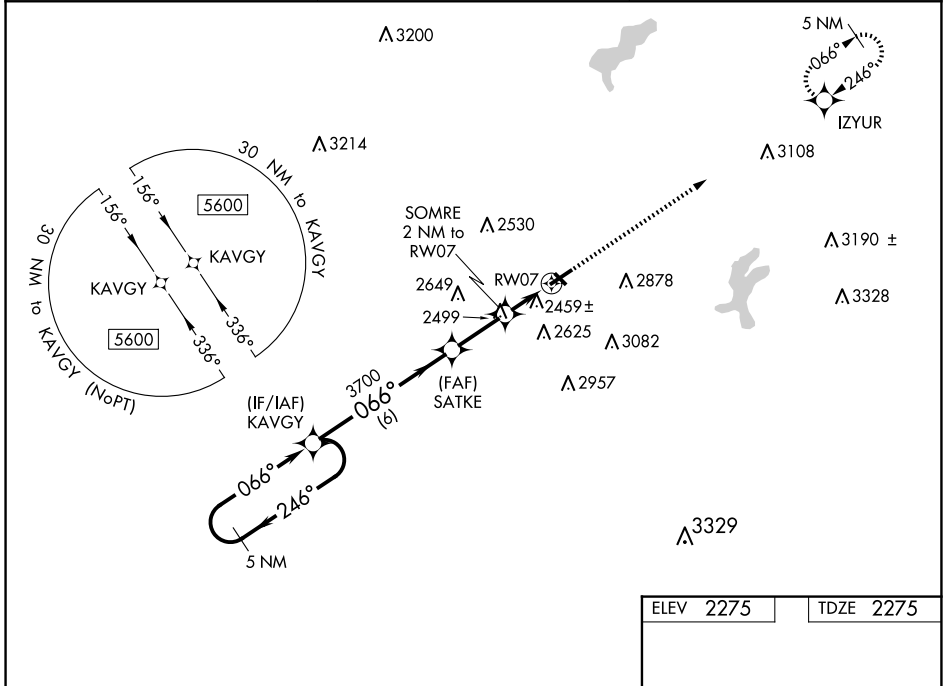 3200
5 NM
066°
246°
IZYUR
3214
3108
30 NM to KAVGY
156°
5600
KAVGY
336°
30 NM to KAVGY (NoPT)
156°
KAVGY
5600
336°
SOMRE
2 NM to
RW07
2530
3190 ±
RW07
2649
2878
3328
2499
2459±
2625
3082
(FAF)
SATKE
2957
3700
066°
(6)
(IF/IAF)
KAVGY
066°
246°
5 NM
3329
ELEV 2275
TDZE 2275